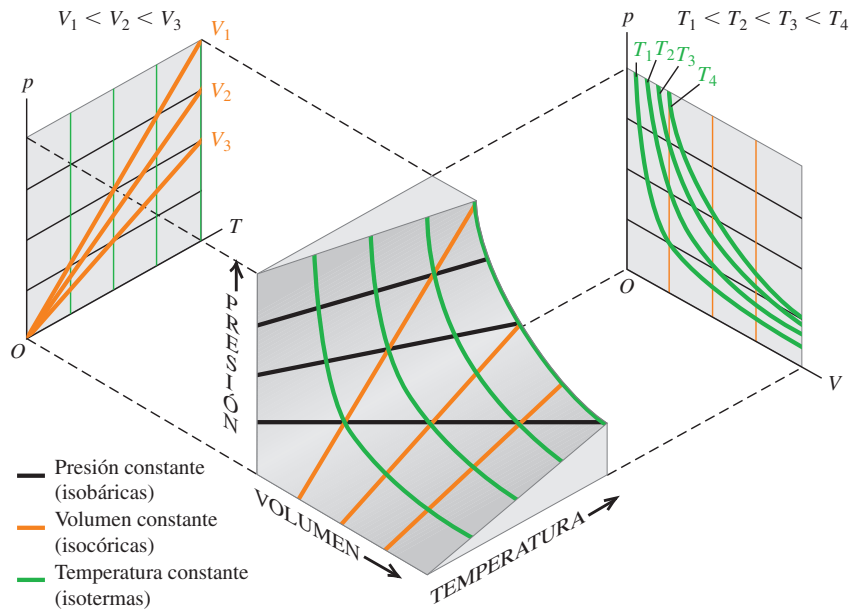 V₁ < V₂ < V₃
V₁
p
V₂
V₃
T
O
T₁ < T₂ < T₃ < T₄
p
T₁ T₂ T₃
T₄
O
V
PRESIÓN
VOLUMEN
TEMPERATURA
Presión constante
(isobáricas)
Volumen constante
(isocóricas)
Temperatura constante
(isotermas)